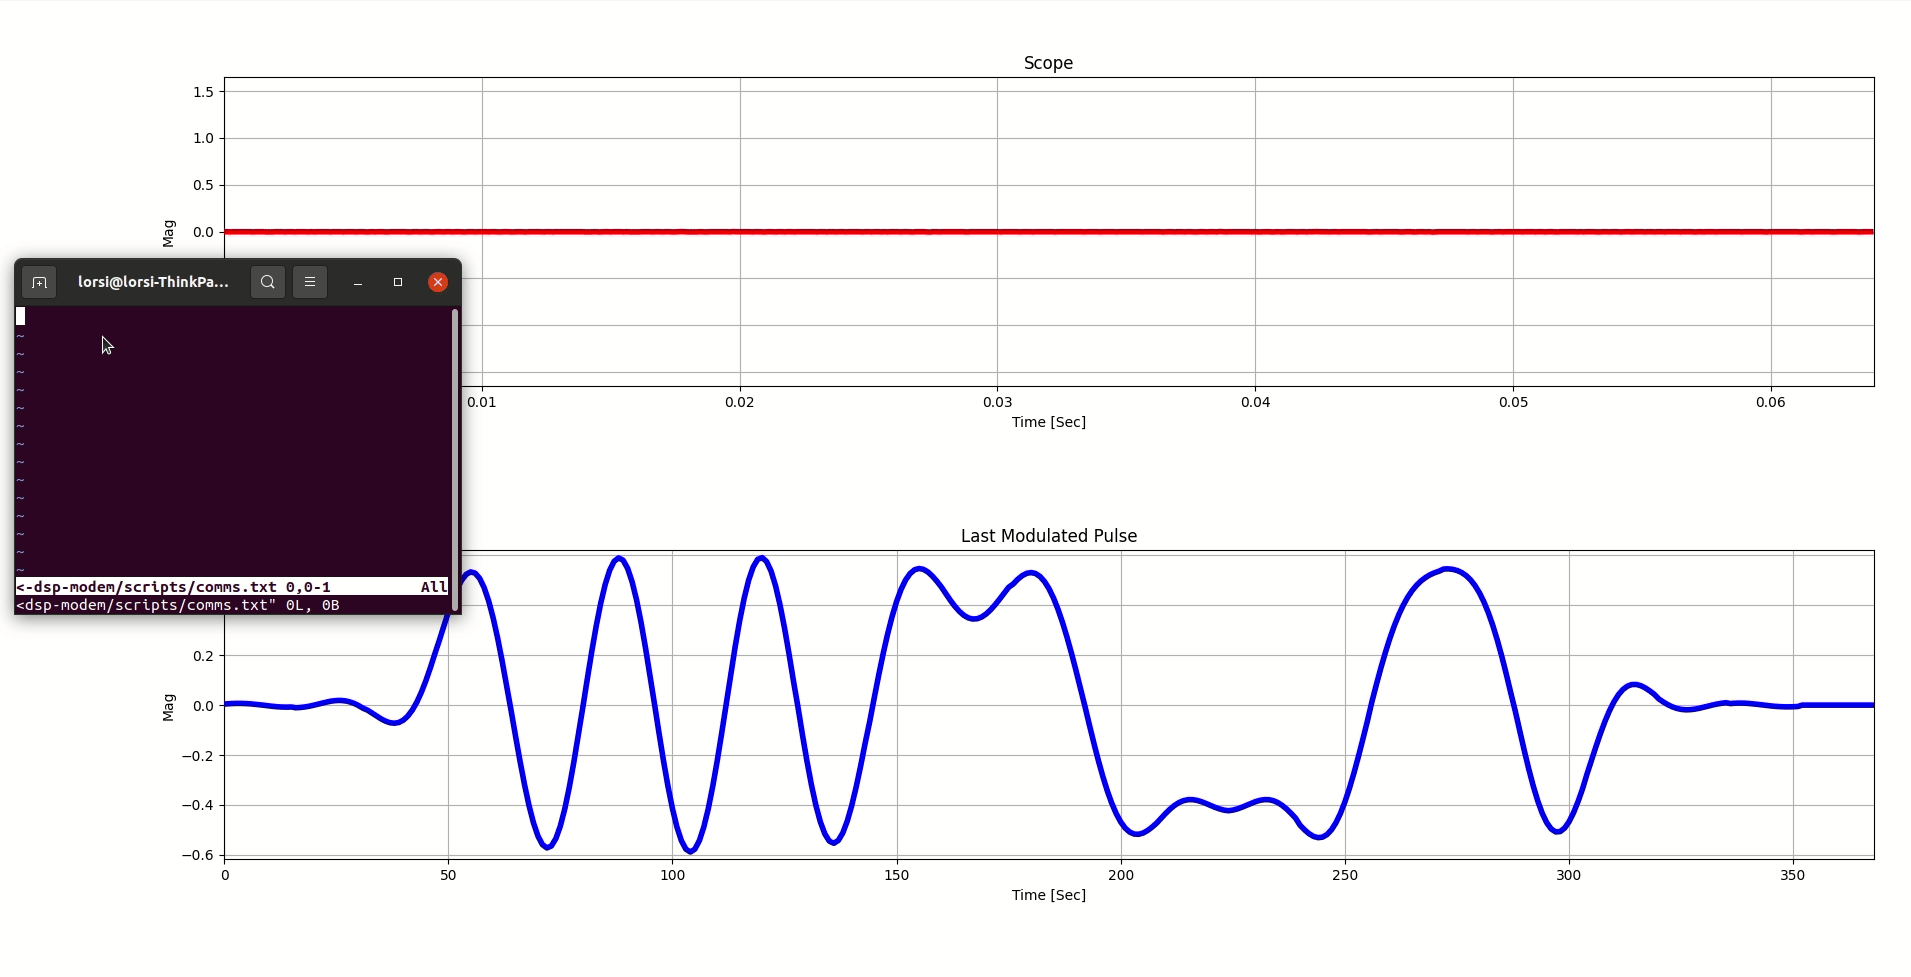 Scope
1.5
1.0
0.5
0.0
Mag
0.01 0.02 0.03 0.04 0.05 0.06
Time [Sec]
lorsi@lorsi-ThinkPa...
~
~
~
~
~
~
~
~
~
~
~
~
~
~
<-dsp-modem/scripts/comms.txt 0,0-1 All
<dsp-modem/scripts/comms.txt" 0L, 0B
Last Modulated Pulse
0.2
0.0
−0.2
−0.4
−0.6
Mag
0 50 100 150 200 250 300 350
Time [Sec]